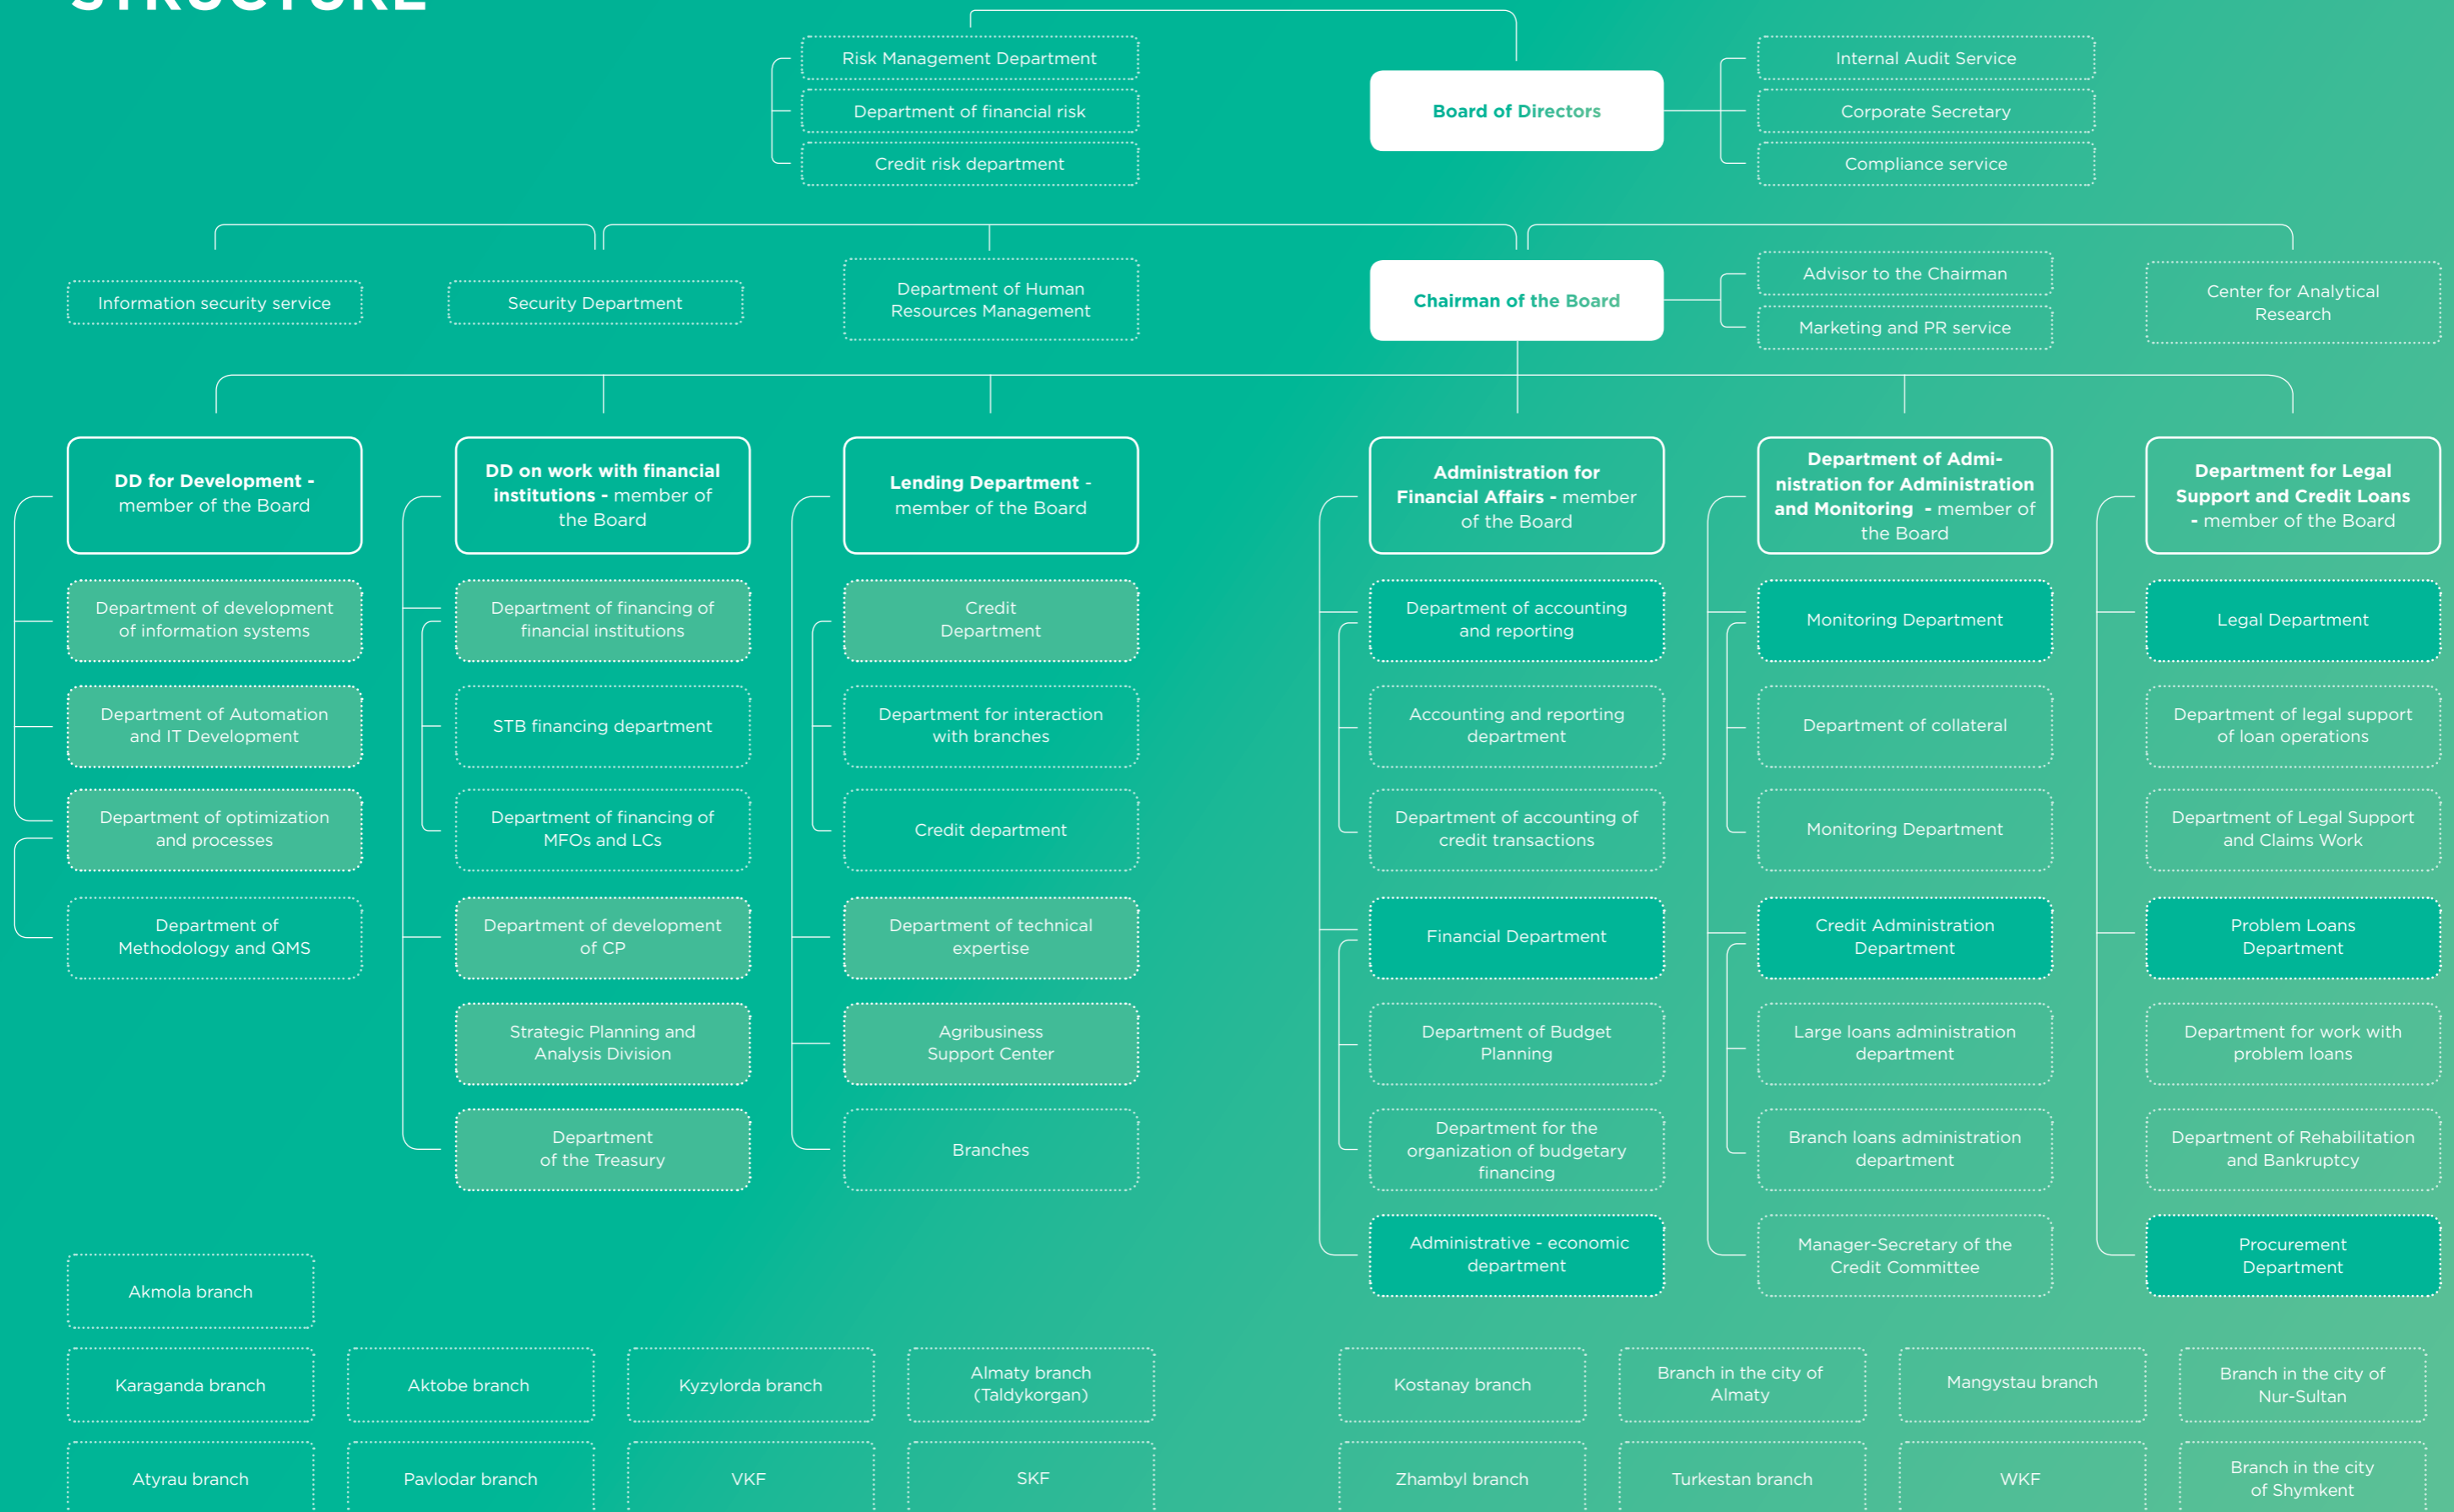 STRUCTURE
Risk Management Department
Department of financial risk
Credit risk department
Board of Directors
Internal Audit Service
Corporate Secretary
Compliance service
Information security service
Security Department
Department of Human
Resources Management
Chairman of the Board
Advisor to the Chairman
Marketing and PR service
Center for Analytical
Research
DD for Development -
member of the Board
Department of development
of information systems
Department of Automation
and IT Development
Department of optimization
and processes
Department of
Methodology and QMS
DD on work with financial
institutions - member of
the Board
Department of financing of
financial institutions
STB financing department
Department of financing of
MFOs and LCs
Department of development
of CP
Strategic Planning and
Analysis Division
Department
of the Treasury
Lending Department -
member of the Board
Credit
Department
Department for interaction
with branches
Credit department
Department of technical
expertise
Agribusiness
Support Center
Branches
Administration for
Financial Affairs - member
of the Board
Department of accounting
and reporting
Accounting and reporting
department
Department of accounting of
credit transactions
Financial Department
Department of Budget
Planning
Department for the
organization of budgetary
financing
Administrative - economic
department
Department of Admi-
nistration for Administration
and Monitoring - member of
the Board
Monitoring Department
Department of collateral
Monitoring Department
Credit Administration
Department
Large loans administration
department
Branch loans administration
department
Manager-Secretary of the
Credit Committee
Department for Legal
Support and Credit Loans
- member of the Board
Legal Department
Department of legal support
of loan operations
Department of Legal Support
and Claims Work
Problem Loans
Department
Department for work with
problem loans
Department of Rehabilitation
and Bankruptcy
Procurement
Department
Akmola branch
Karaganda branch
Aktobe branch
Kyzylorda branch
Almaty branch
(Taldykorgan)
Kostanay branch
Branch in the city of
Almaty
Mangystau branch
Branch in the city of
Nur-Sultan
Atyrau branch
Pavlodar branch
VKF
SKF
Zhambyl branch
Turkestan branch
WKF
Branch in the city
of Shymkent